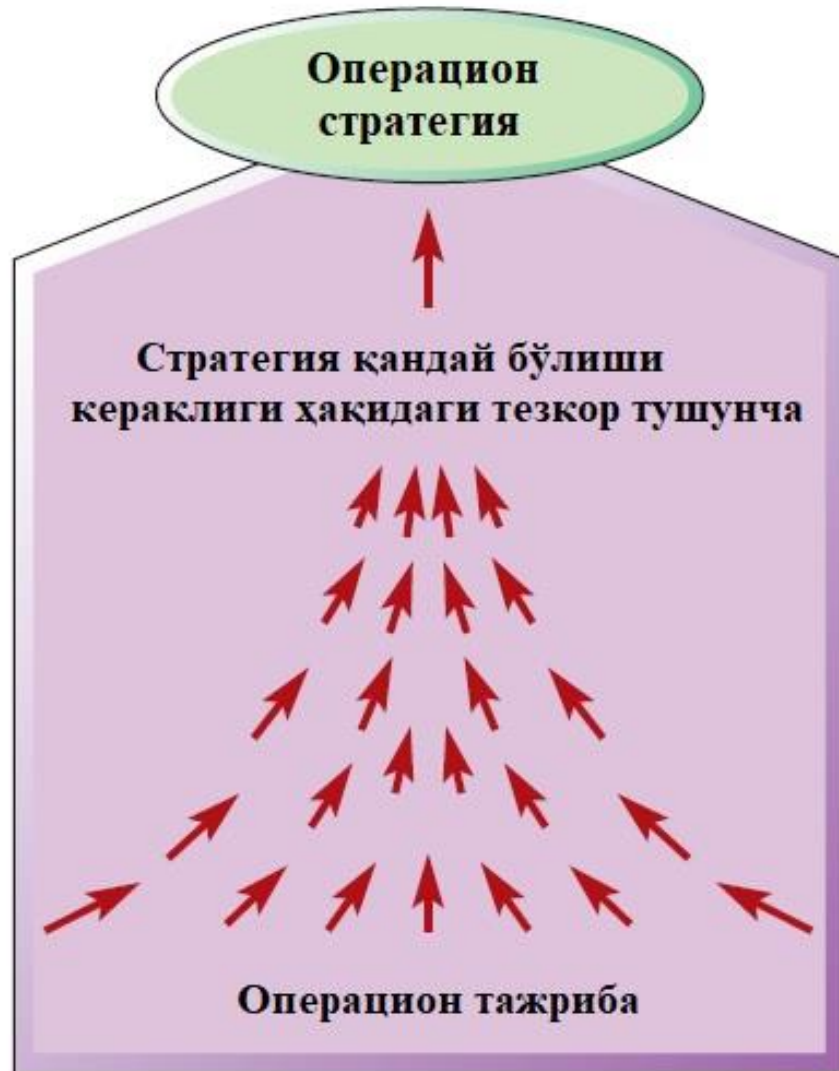 Операцион
стратегия
Стратегия қандай бўлиши
кераклиги ҳақидаги тезкор тушунча
Операцион тажриба